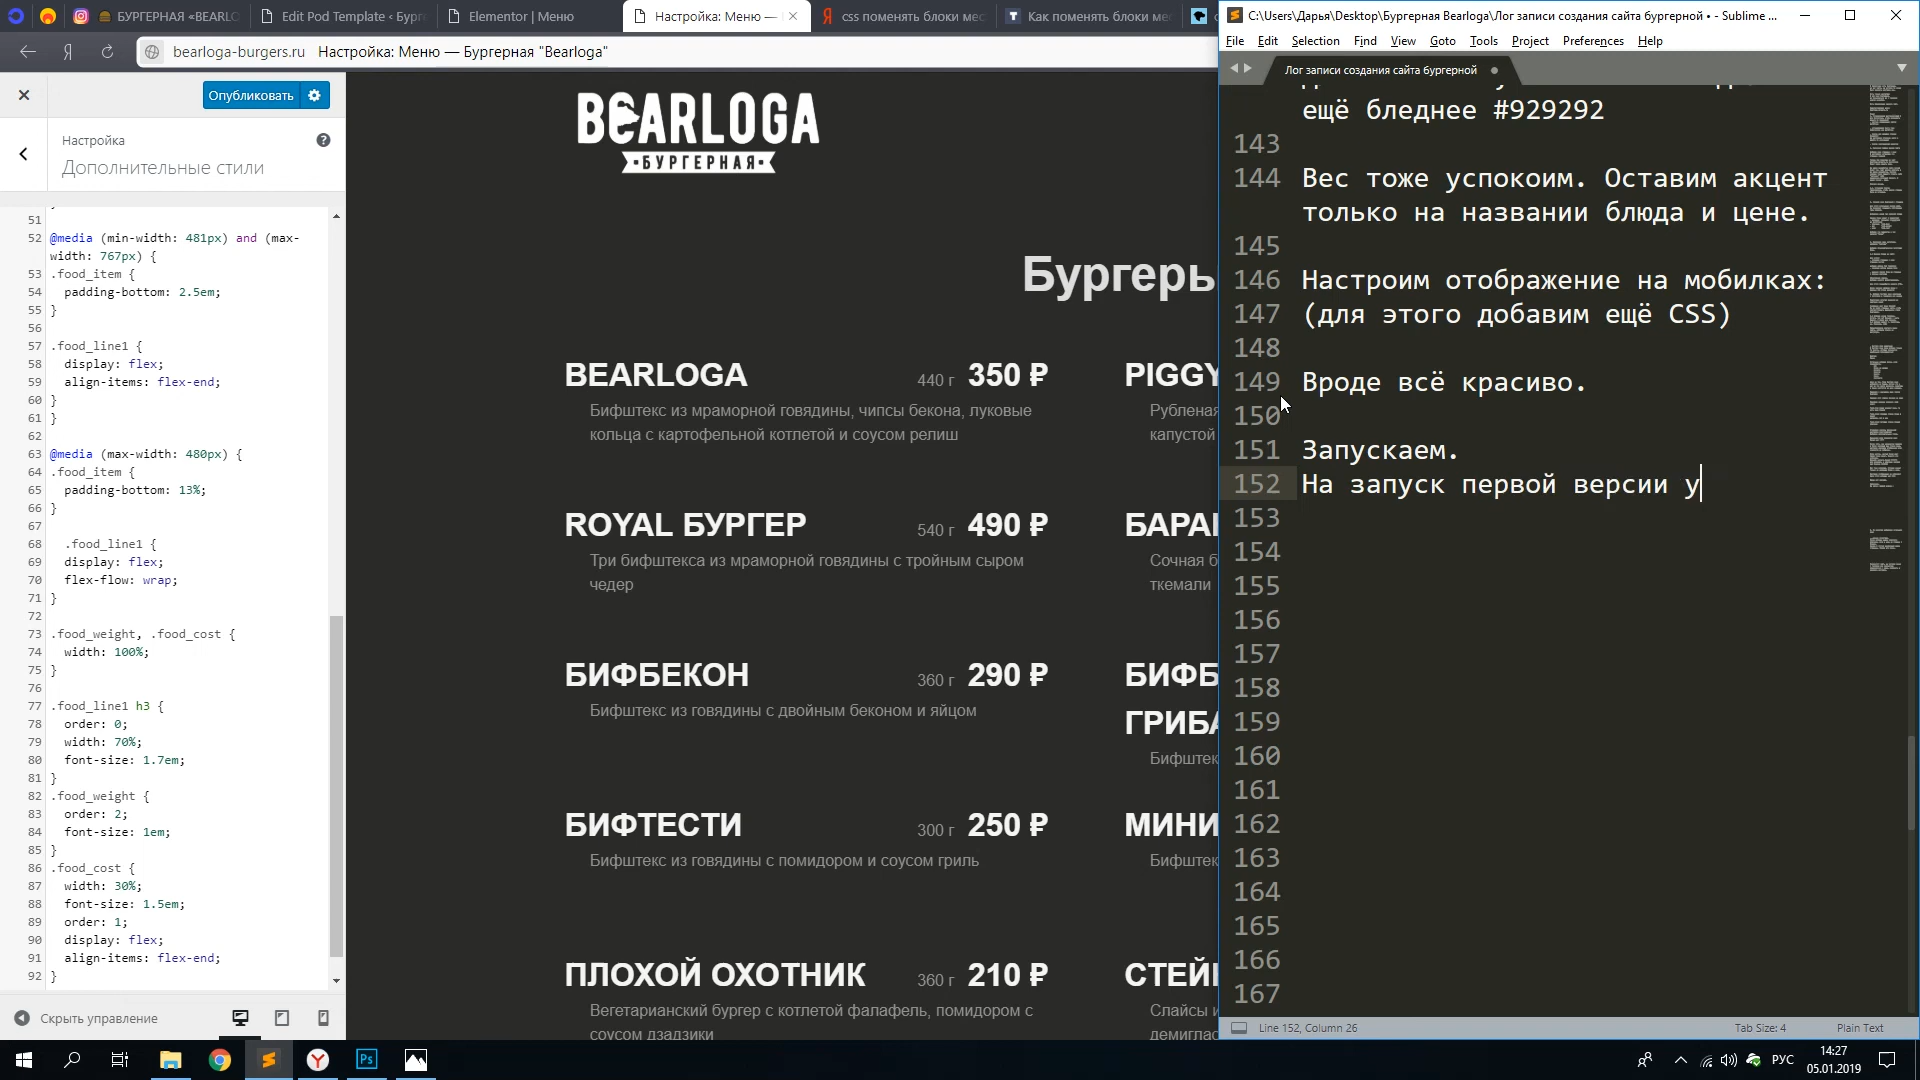 БУРГЕРНАЯ «BEARLO
Edit Pod Template ‹ Бург
Elementor | Меню
Настройка: Меню —
css поменять блоки мес
Как поменять блоки ме
bearloga-burgers.ru Настройка: Меню — Бургерная "Bearloga"
Опубликовать
Настройка
Дополнительные стили
51
52 @media (min-width: 481px) and (max-
width: 767px) {
53 .food_item {
54 padding-bottom: 2.5em;
55 }
56
57 .food_line1 {
58 display: flex;
59 align-items: flex-end;
60 }
61 }
62
63 @media (max-width: 480px) {
64 .food_item {
65 padding-bottom: 13%;
66 }
67
68 .food_line1 {
69 display: flex;
70 flex-flow: wrap;
71 }
72
73 .food_weight, .food_cost {
74 width: 100%;
75 }
76
77 .food_line1 h3 {
78 order: 0;
79 width: 70%;
80 font-size: 1.7em;
81 }
82 .food_weight {
83 order: 2;
84 font-size: 1em;
85 }
86 .food_cost {
87 width: 30%;
88 font-size: 1.5em;
89 order: 1;
90 display: flex;
91 align-items: flex-end;
92 }
Скрыть управление
BEARLOGA
·БУРГЕРНАЯ·
Бургеры
BEARLOGA 440 г 350 ₽
Бифштекс из мраморной говядины, чипсы бекона, луковые
кольца с картофельной котлетой и соусом релиш
PIGGY
Рубленая
капустой
ROYAL БУРГЕР 540 г 490 ₽
Три бифштекса из мраморной говядины с тройным сыром
чедер
БАРАН
Сочная б
ткемали
БИФБЕКОН 360 г 290 ₽
Бифштекс из говядины с двойным беконом и яйцом
БИФБ
ГРИБА
Бифштек
БИФТЕСТИ 300 г 250 ₽
Бифштекс из говядины с помидором и соусом гриль
МИНИ
Бифштек
ПЛОХОЙ ОХОТНИК 360 г 210 ₽
Вегетарианский бургер с котлетой фалафель, помидором с
соусом дзадзики
СТЕЙК
Слайсы и
демиглас
C:\Users\Дарья\Desktop\Бургерная Bearloga\Лог записи создания сайта бургерной • - Sublime ...
File Edit Selection Find View Goto Tools Project Preferences Help
Лог записи создания сайта бургерной
ещё бледнее #929292
143
144 Вес тоже успокоим. Оставим акцент
только на названии блюда и цене.
145
146 Настроим отображение на мобилках:
147 (для этого добавим ещё CSS)
148
149 Вроде всё красиво.
150
151 Запускаем.
152 На запуск первой версии у
153
154
155
156
157
158
159
160
161
162
163
164
165
166
167
Line 152, Column 26
Tab Size: 4
Plain Text
Ps
РУС
14:27
05.01.2019